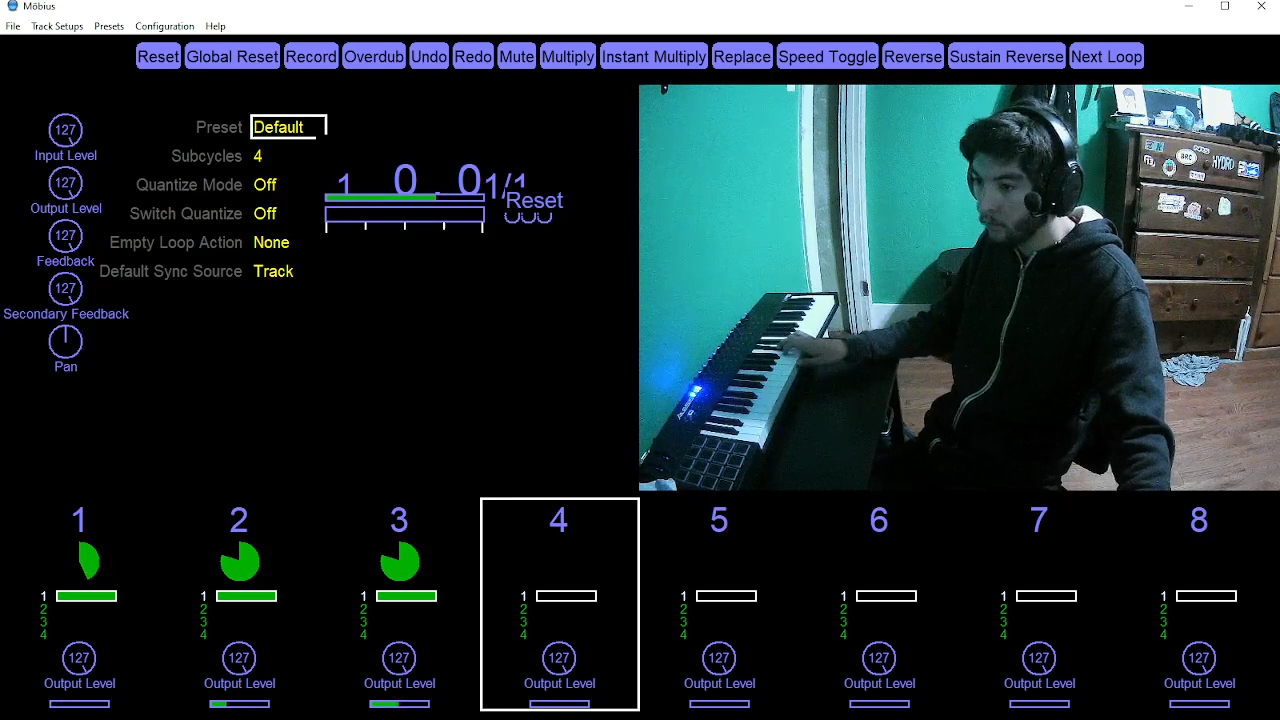 Möbius
File Track Setups Presets Configuration Help
Reset Global Reset Record Overdub Undo Redo Mute Multiply Instant Multiply Replace Speed Toggle Reverse Sustain Reverse Next Loop
127
Input Level
127
Output Level
127
Feedback
127
Secondary Feedback
Pan
Preset Default
Subcycles 4
Quantize Mode Off
Switch Quantize Off
Empty Loop Action None
Default Sync Source Track
1 0.0 1/1
Reset
HYDRO
BRC
1 2 3 4 5 6 7 8
1 1 1 1 1 1 1 1
2 2 2 2 2 2 2 2
3 3 3 3 3 3 3 3
4 4 4 4 4 4 4 4
127 127 127 127 127 127 127 127
Output Level Output Level Output Level Output Level Output Level Output Level Output Level Output Level